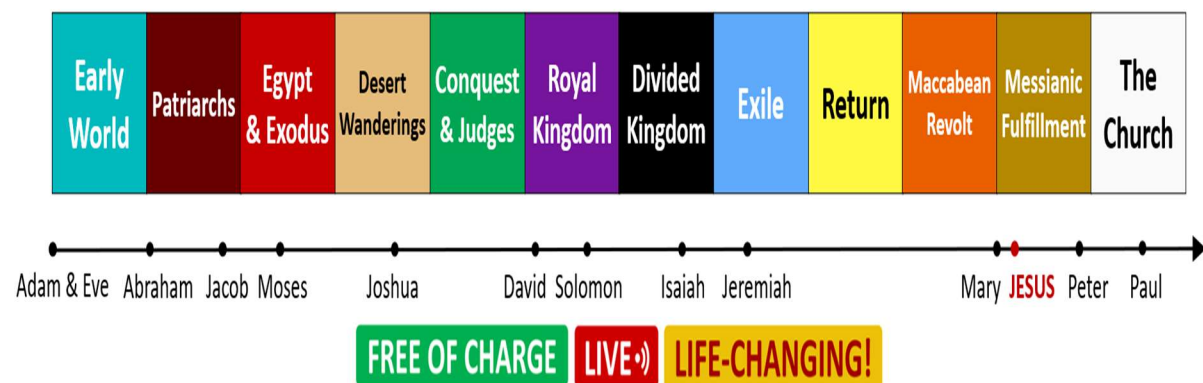 Early
World
Patriarchs
Egypt
& Exodus
Desert
Wanderings
Conquest
& Judges
Royal
Kingdom
Divided
Kingdom
Exile
Return
Maccabean
Revolt
Messianic
Fulfillment
The
Church
Adam & Eve
Abraham
Jacob
Moses
Joshua
David
Solomon
Isaiah
Jeremiah
Mary
JESUS
Peter
Paul
FREE OF CHARGE
LIVE
LIFE-CHANGING!